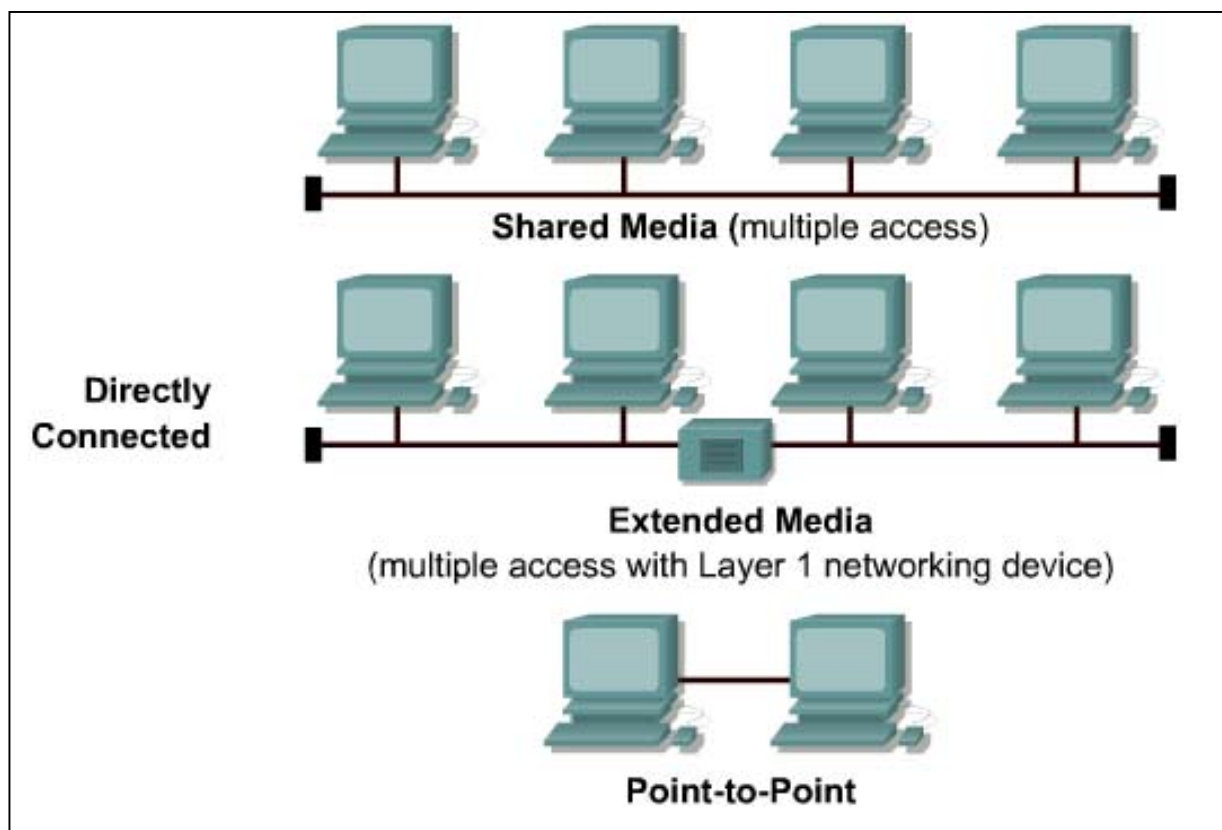 Shared Media (multiple access)
Directly
Connected
Extended Media
(multiple access with Layer 1 networking device)
Point-to-Point